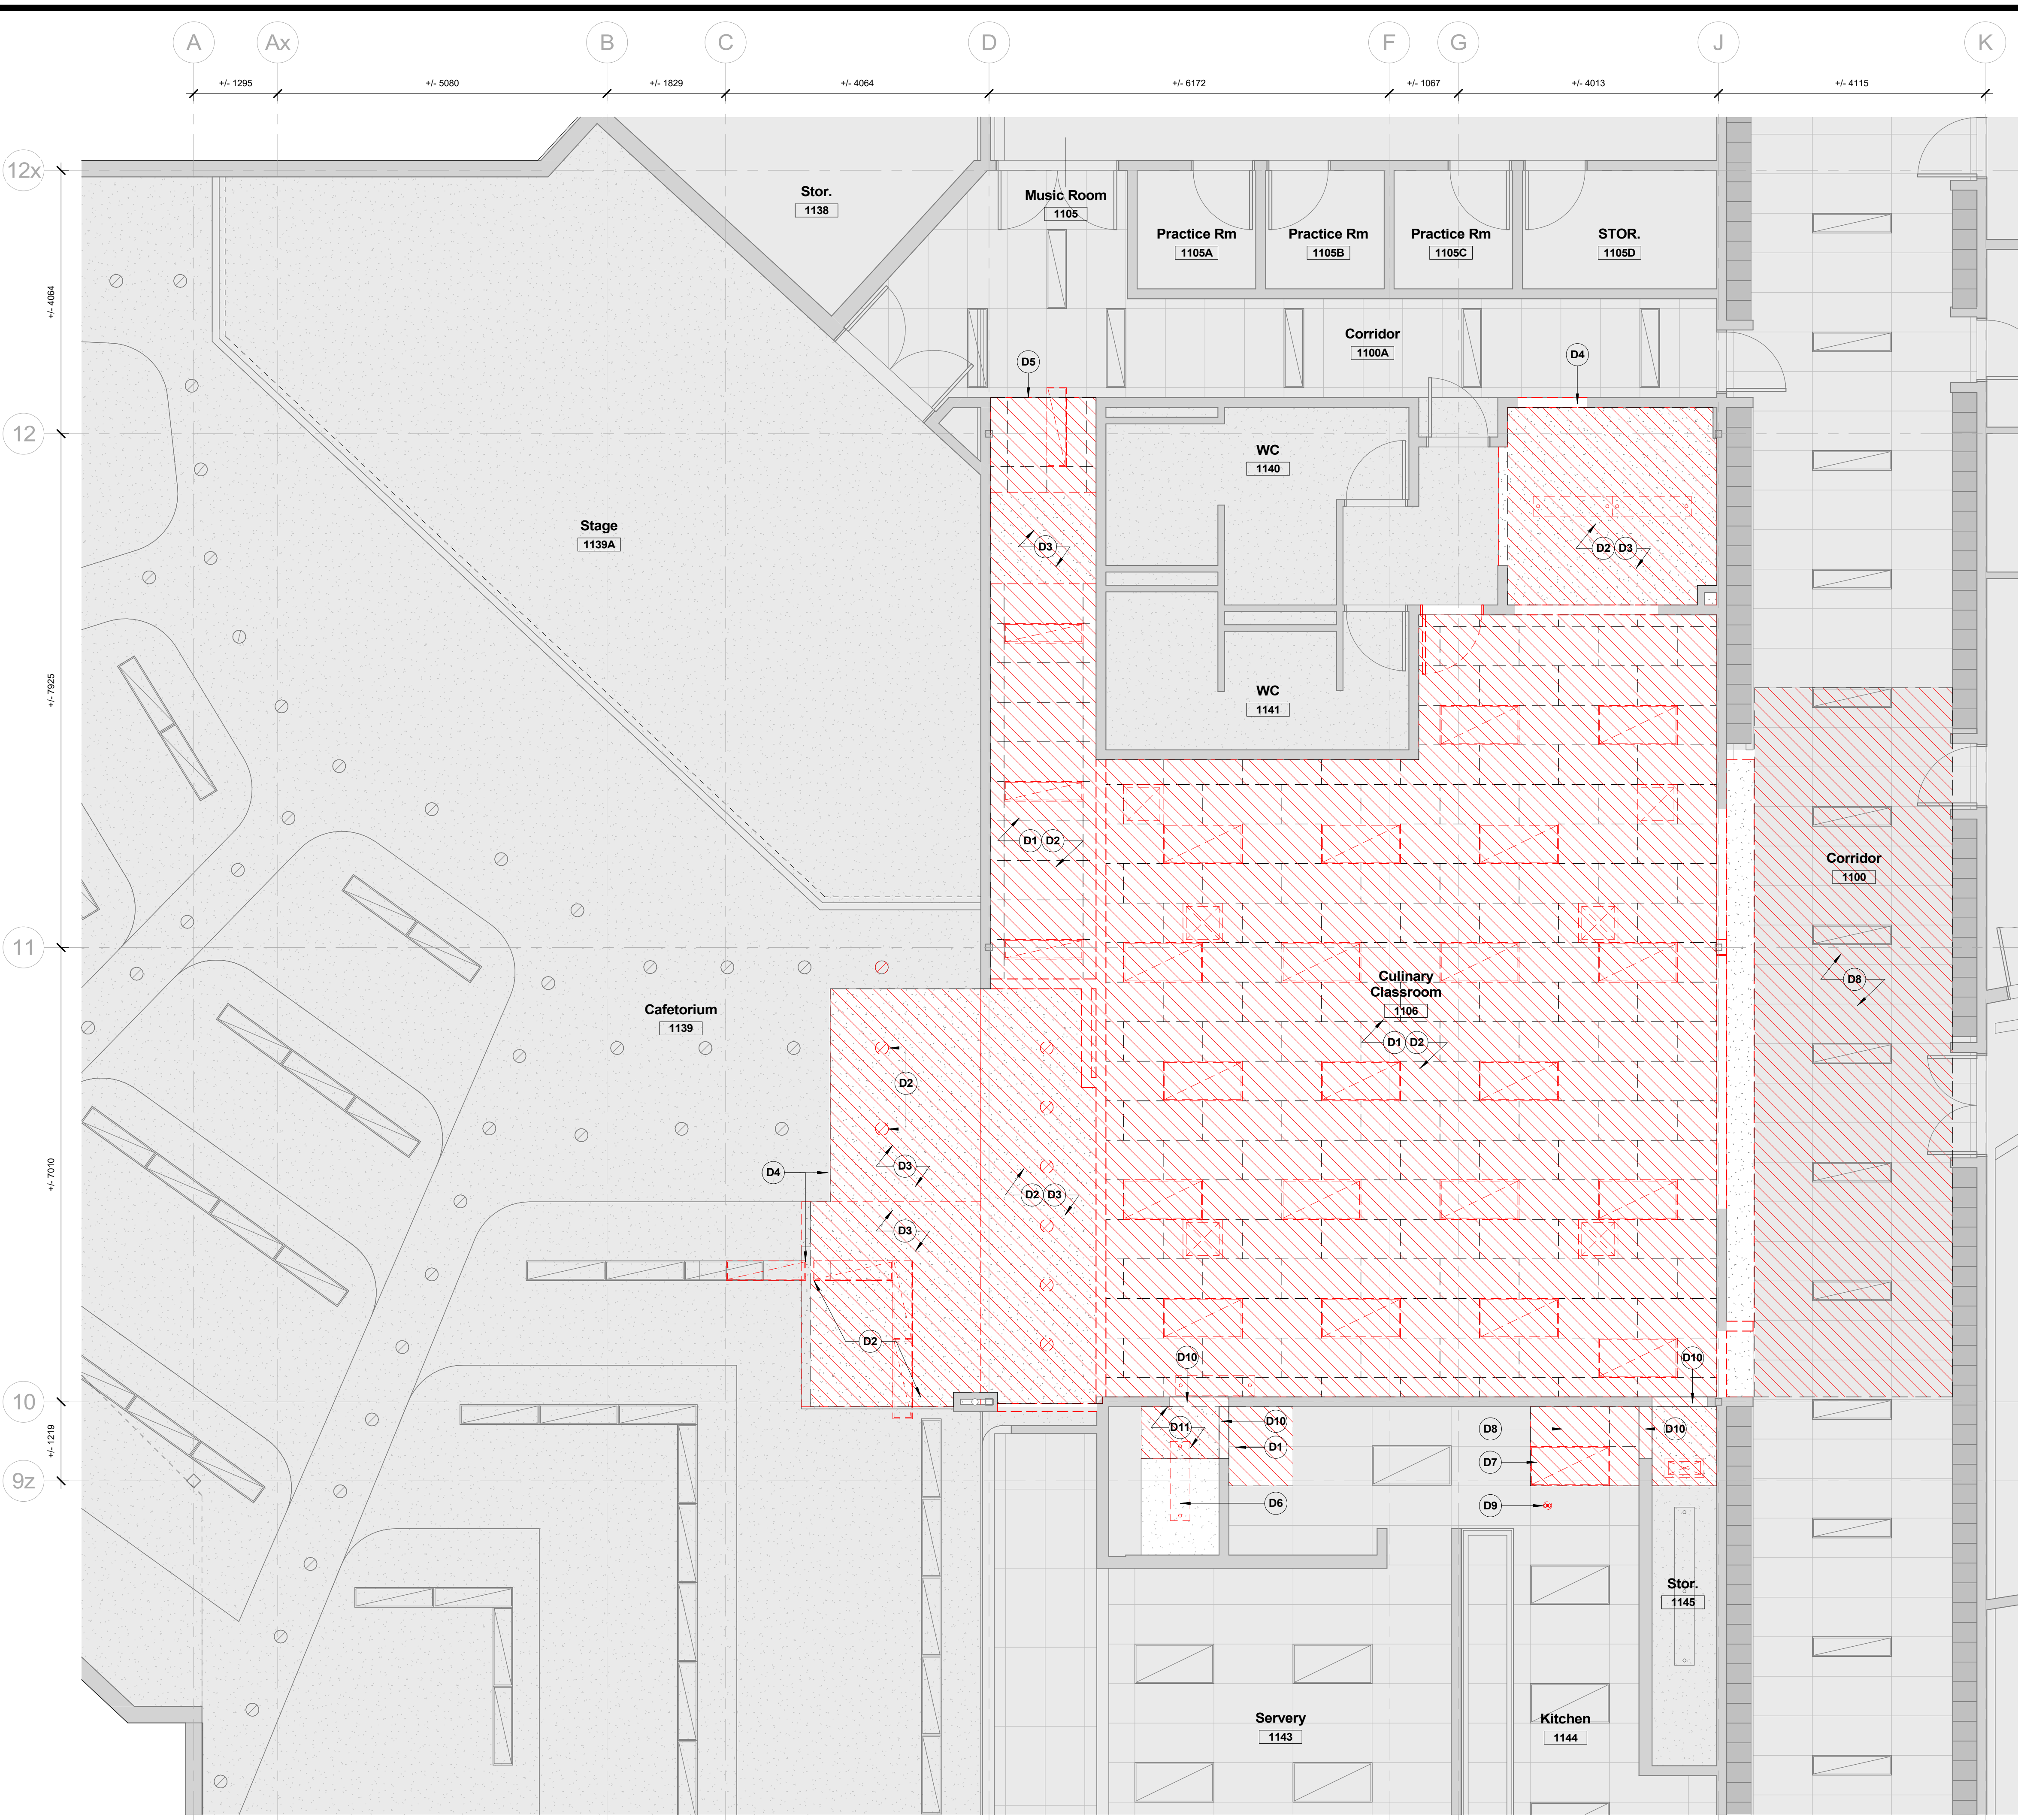 A
Ax
B
C
D
F
G
J
K
+/- 1295
+/- 5080
+/- 1829
+/- 4064
+/- 6172
+/- 1067
+/- 4013
+/- 4115
12x
12
11
10
9z
+/- 4064
+/- 7925
+/- 7010
+/- 1219
Stor.
1138
Music Room
1105
Practice Rm
1105A
Practice Rm
1105B
Practice Rm
1105C
STOR.
1105D
Corridor
1100A
D5
D4
WC
1140
Stage
1139A
D3
D2
D3
WC
1141
D1
D2
Corridor
1100
Culinary
Classroom
1106
D8
Cafetorium
1139
D1
D2
D2
D4
D3
D2
D3
D3
D2
D10
D10
D11
D10
D1
D8
D10
D7
D6
D9
Stor.
1145
Servery
1143
Kitchen
1144